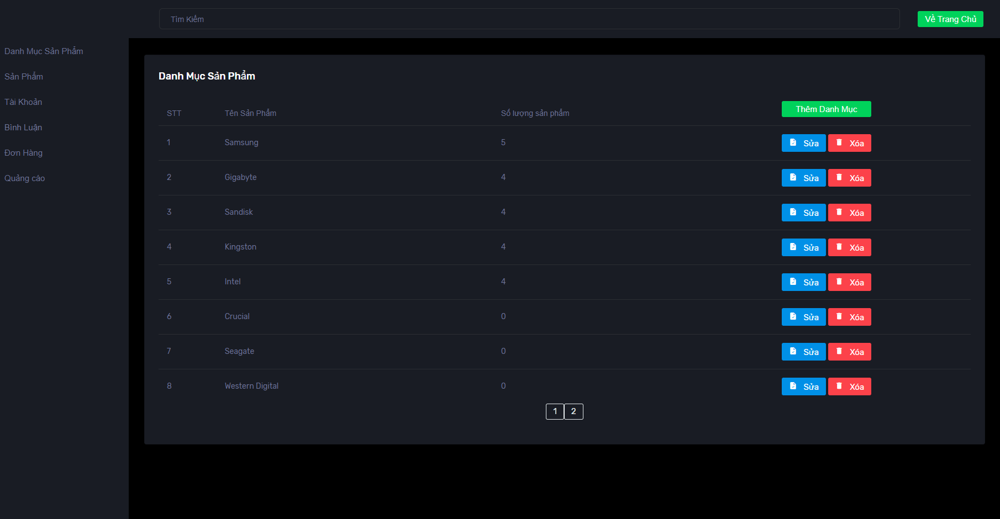 Tìm Kiếm
Về Trang Chủ
Danh Mục Sản Phẩm
Sản Phẩm
Tài Khoản
Bình Luận
Đơn Hàng
Quảng cáo
Danh Mục Sản Phẩm
STT Tên Sản Phẩm Số lượng sản phẩm Thêm Danh Mục
1 Samsung 5 Sửa Xóa
2 Gigabyte 4 Sửa Xóa
3 Sandisk 4 Sửa Xóa
4 Kingston 4 Sửa Xóa
5 Intel 4 Sửa Xóa
6 Crucial 0 Sửa Xóa
7 Seagate 0 Sửa Xóa
8 Western Digital 0 Sửa Xóa
1 2